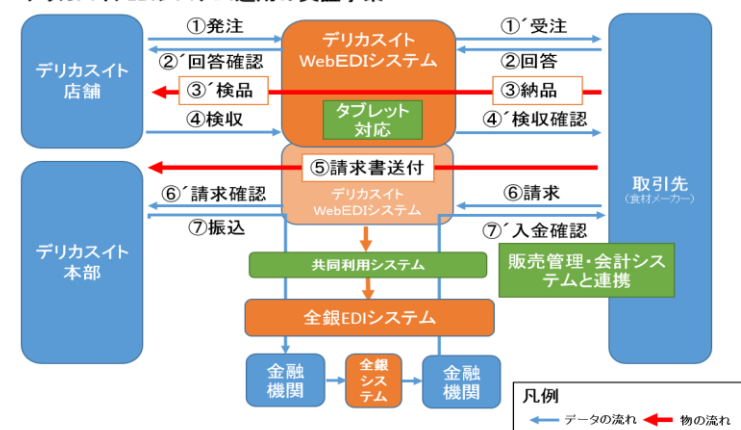 ①発注
デリカスイト
WebEDIシステム
①´受注
②´回答確認
②回答
デリカスイト
店舗
③´検品
③納品
タブレット
対応
④検収
④´検収確認
⑤請求書送付
取引先
(食材メーカー)
⑥´請求確認
デリカスイト
WebEDIシステム
⑥請求
⑦振込
⑦´入金確認
デリカスイト
本部
共同利用システム
販売管理・会計シス
テムと連携
全銀EDIシステム
金融
機関
全銀
シス
テム
金融
機関
凡例
データの流れ
物の流れ